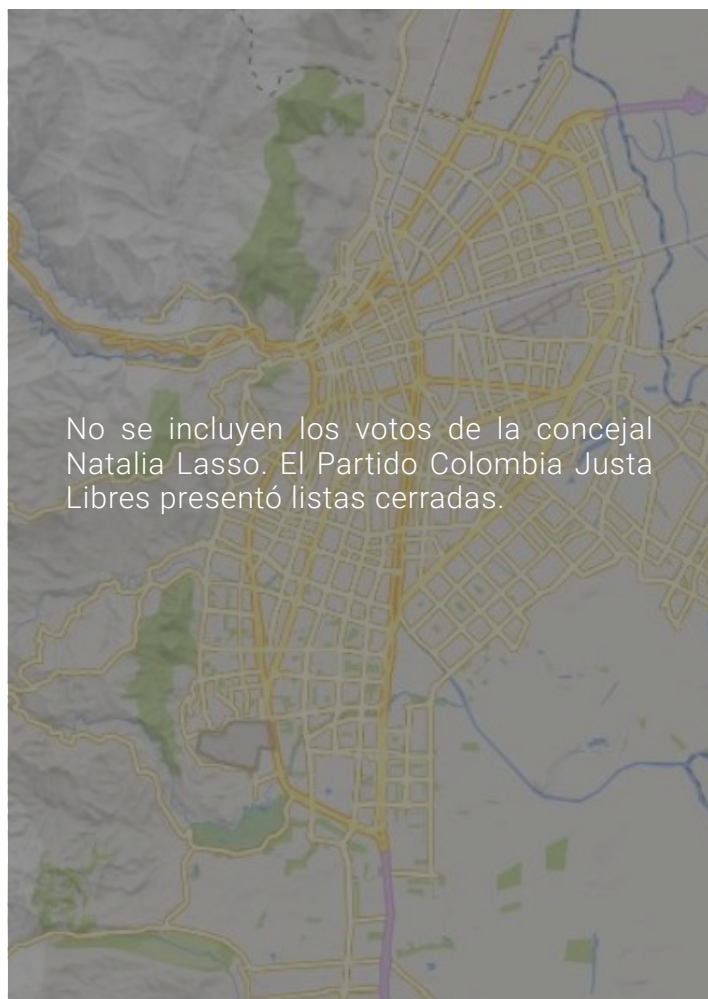 No se incluyen los votos de la concejal
Natalia Lasso. El Partido Colombia Justa
Libres presentó listas cerradas.